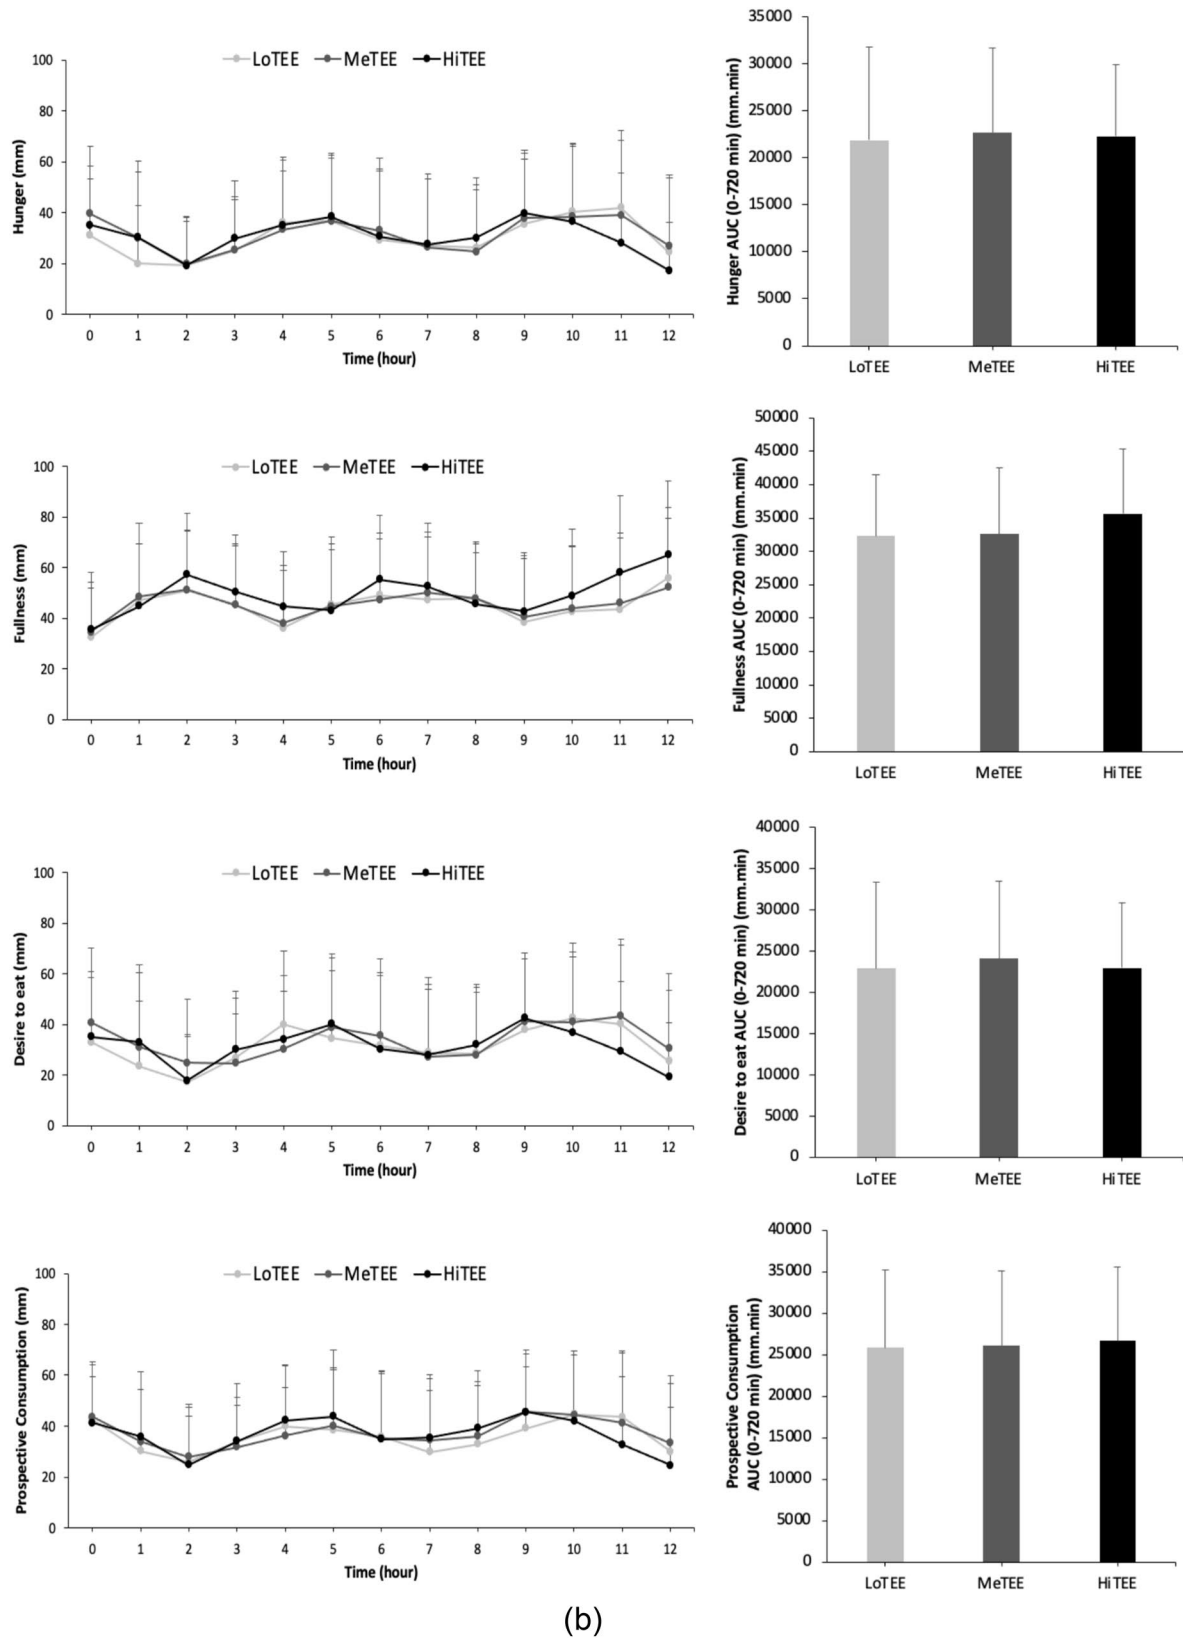 LoTEE MeTEE HiTEE
100
80
60
40
20
0
Hunger (mm)
0 1 2 3 4 5 6 7 8 9 10 11 12
Time (hour)
35000
30000
25000
20000
15000
10000
5000
0
Hunger AUC (0-720 min) (mm.min)
LoTEE MeTEE HiTEE
LoTEE MeTEE HiTEE
100
80
60
40
20
0
Fullness (mm)
0 1 2 3 4 5 6 7 8 9 10 11 12
Time (hour)
50000
45000
40000
35000
30000
25000
20000
15000
10000
5000
0
Fullness AUC (0-720 min) (mm.min)
LoTEE MeTEE HiTEE
LoTEE MeTEE HiTEE
100
80
60
40
20
0
Desire to eat (mm)
0 1 2 3 4 5 6 7 8 9 10 11 12
Time (hour)
40000
35000
30000
25000
20000
15000
10000
5000
0
Desire to eat AUC (0-720 min) (mm.min)
LoTEE MeTEE HiTEE
LoTEE MeTEE HiTEE
100
80
60
40
20
0
Prospective Consumption (mm)
0 1 2 3 4 5 6 7 8 9 10 11 12
Time (hour)
40000
35000
30000
25000
20000
15000
10000
5000
0
Prospective Consumption
AUC (0-720 min) (mm.min)
LoTEE MeTEE HiTEE
(b)